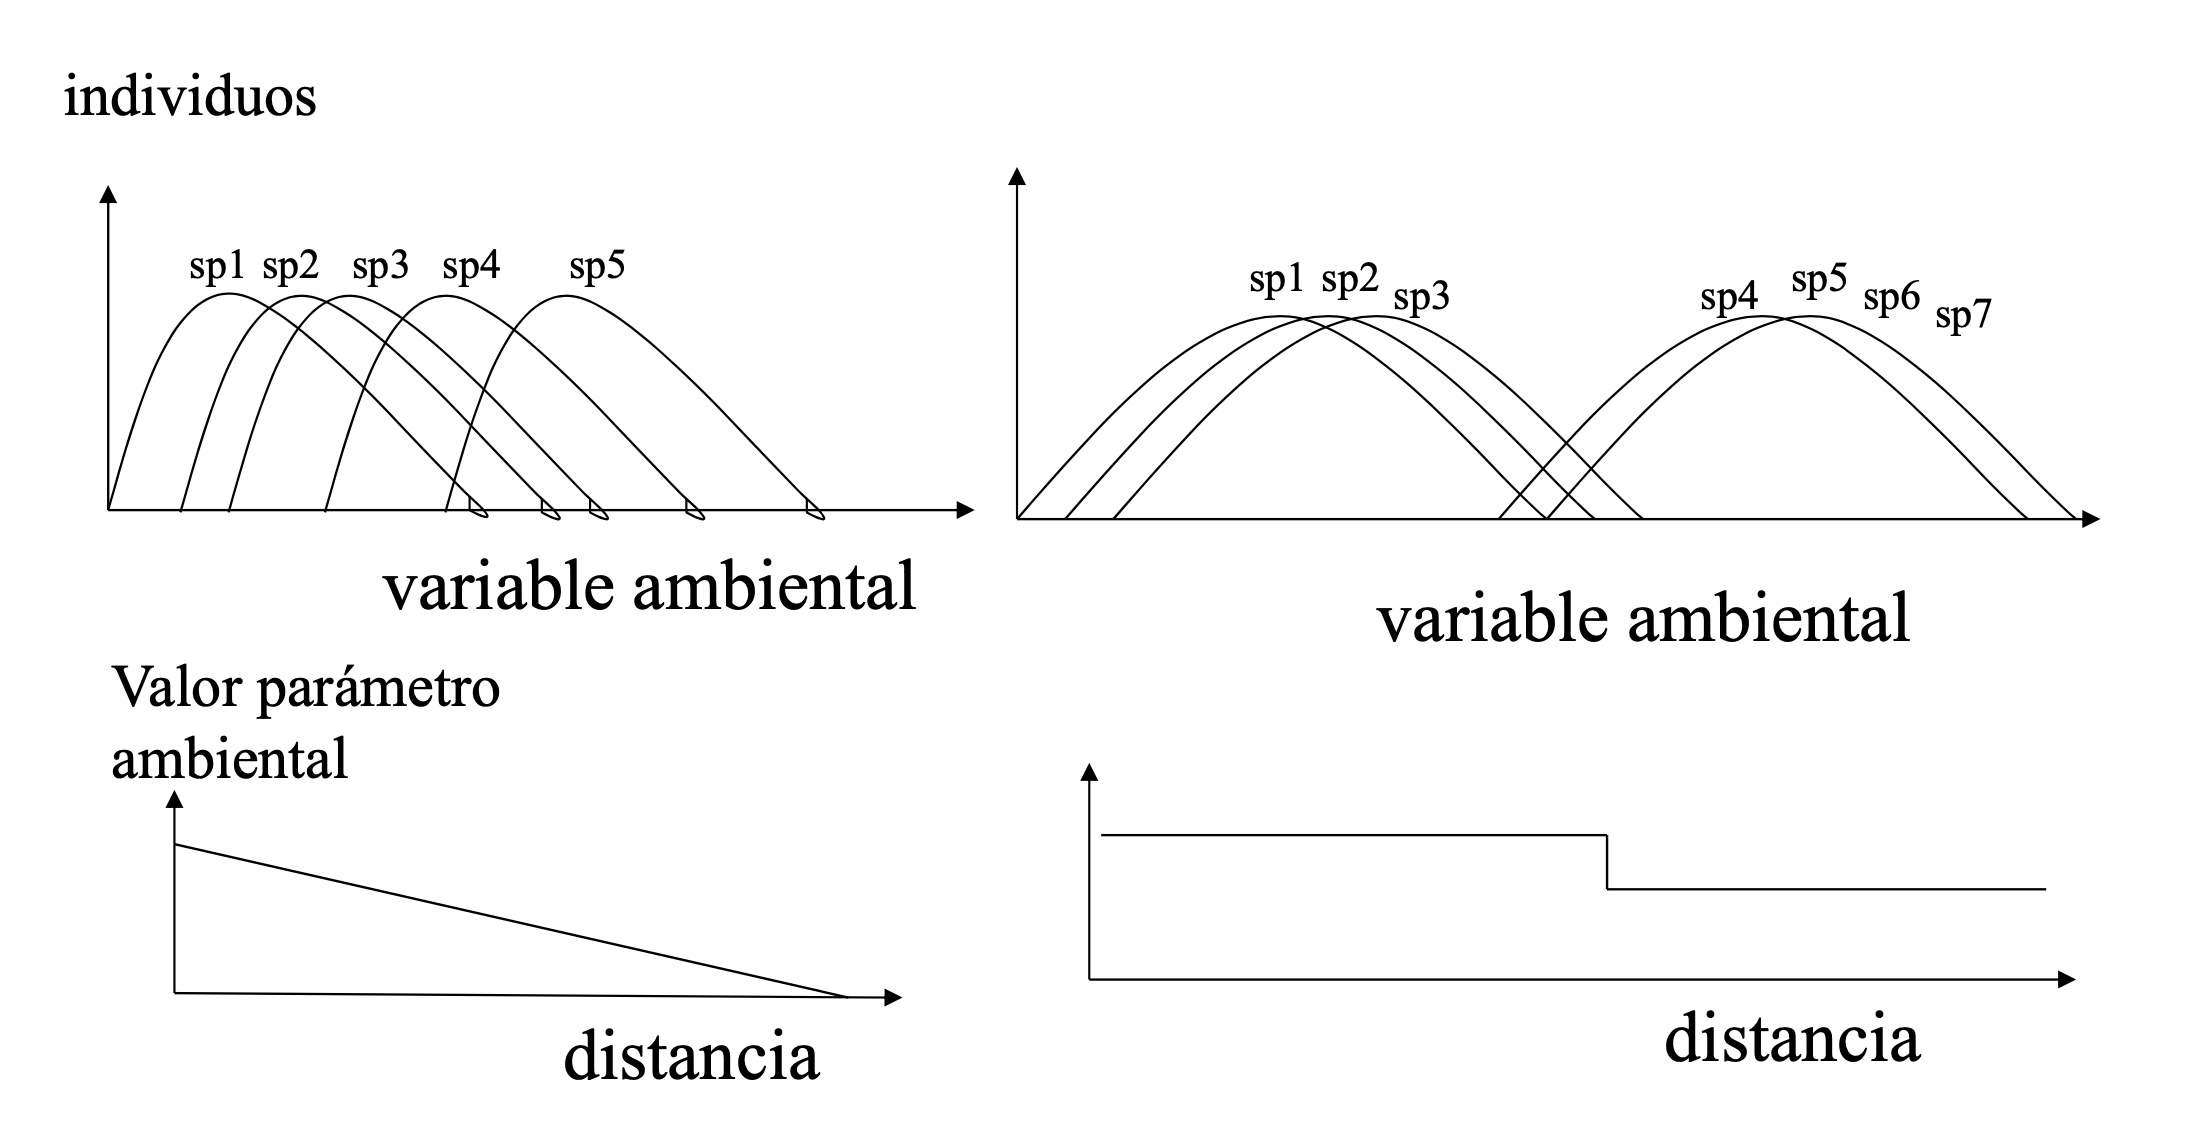 individuos
sp1 sp2 sp3 sp4 sp5
variable ambiental
sp1 sp2 sp3 sp4 sp5 sp6 sp7
variable ambiental
Valor parámetro
ambiental
distancia
distancia